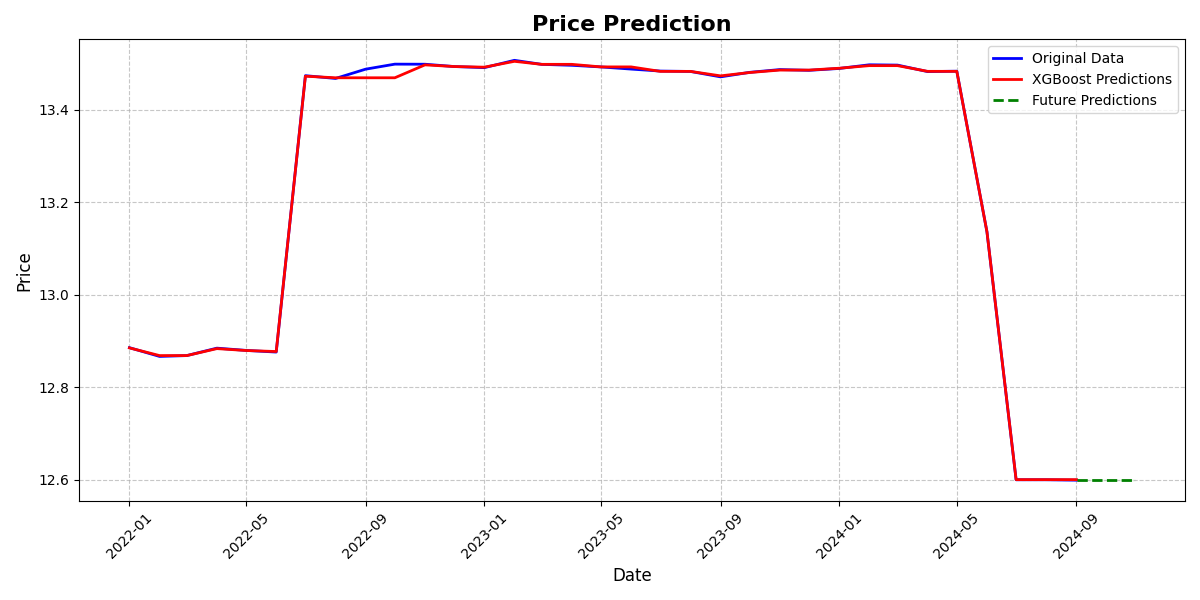 Price Prediction
Original Data
XGBoost Predictions
Future Predictions
Price
13.4
13.2
13.0
12.8
12.6
2022-01
2022-05
2022-09
2023-01
2023-05
2023-09
2024-01
2024-05
2024-09
Date